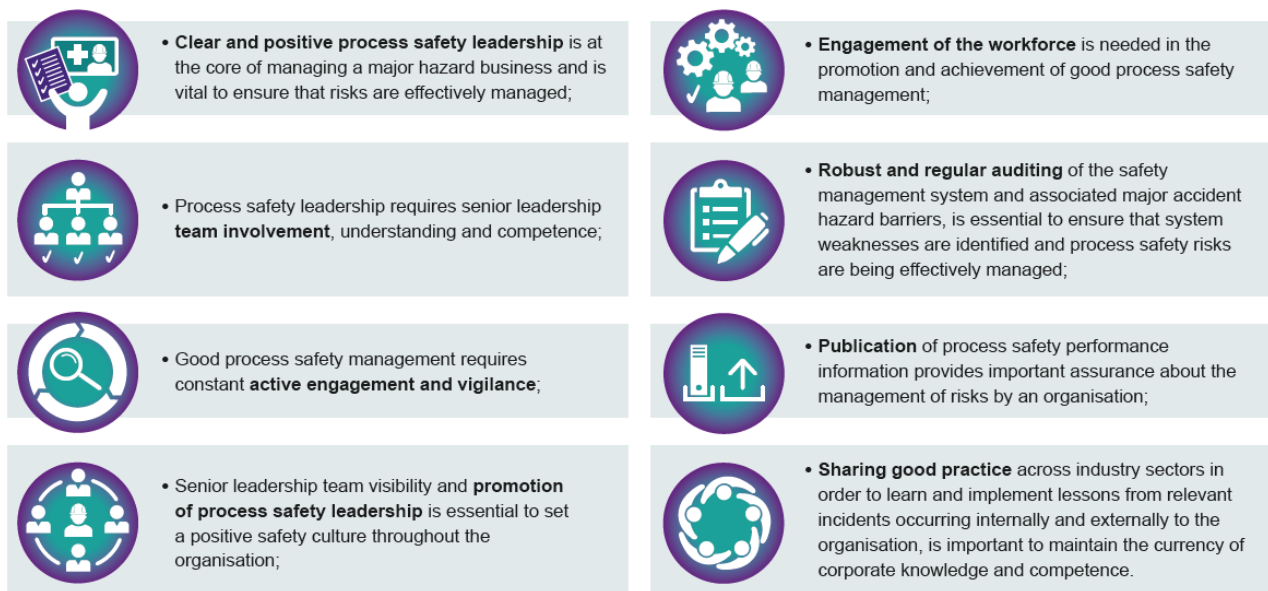 • Clear and positive process safety leadership is at
the core of managing a major hazard business and is
vital to ensure that risks are effectively managed;
• Process safety leadership requires senior leadership
team involvement, understanding and competence;
• Good process safety management requires
constant active engagement and vigilance;
• Senior leadership team visibility and promotion
of process safety leadership is essential to set
a positive safety culture throughout the
organisation;
• Engagement of the workforce is needed in the
promotion and achievement of good process safety
management;
• Robust and regular auditing of the safety
management system and associated major accident
hazard barriers, is essential to ensure that system
weaknesses are identified and process safety risks
are being effectively managed;
• Publication of process safety performance
information provides important assurance about the
management of risks by an organisation;
• Sharing good practice across industry sectors in
order to learn and implement lessons from relevant
incidents occurring internally and externally to the
organisation, is important to maintain the currency of
corporate knowledge and competence.